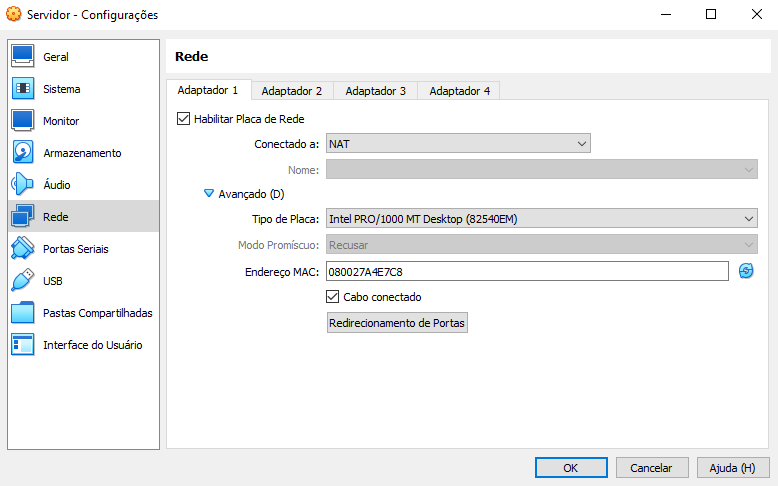 Servidor - Configurações
Geral
Sistema
Monitor
Armazenamento
Áudio
Rede
Portas Seriais
USB
Pastas Compartilhadas
Interface do Usuário
Rede
Adaptador 1
Adaptador 2
Adaptador 3
Adaptador 4
Habilitar Placa de Rede
Conectado a: NAT
Nome:
Avançado (D)
Tipo de Placa: Intel PRO/1000 MT Desktop (82540EM)
Modo Promíscuo: Recusar
Endereço MAC: 080027A4E7C8
Cabo conectado
Redirecionamento de Portas
OK
Cancelar
Ajuda (H)